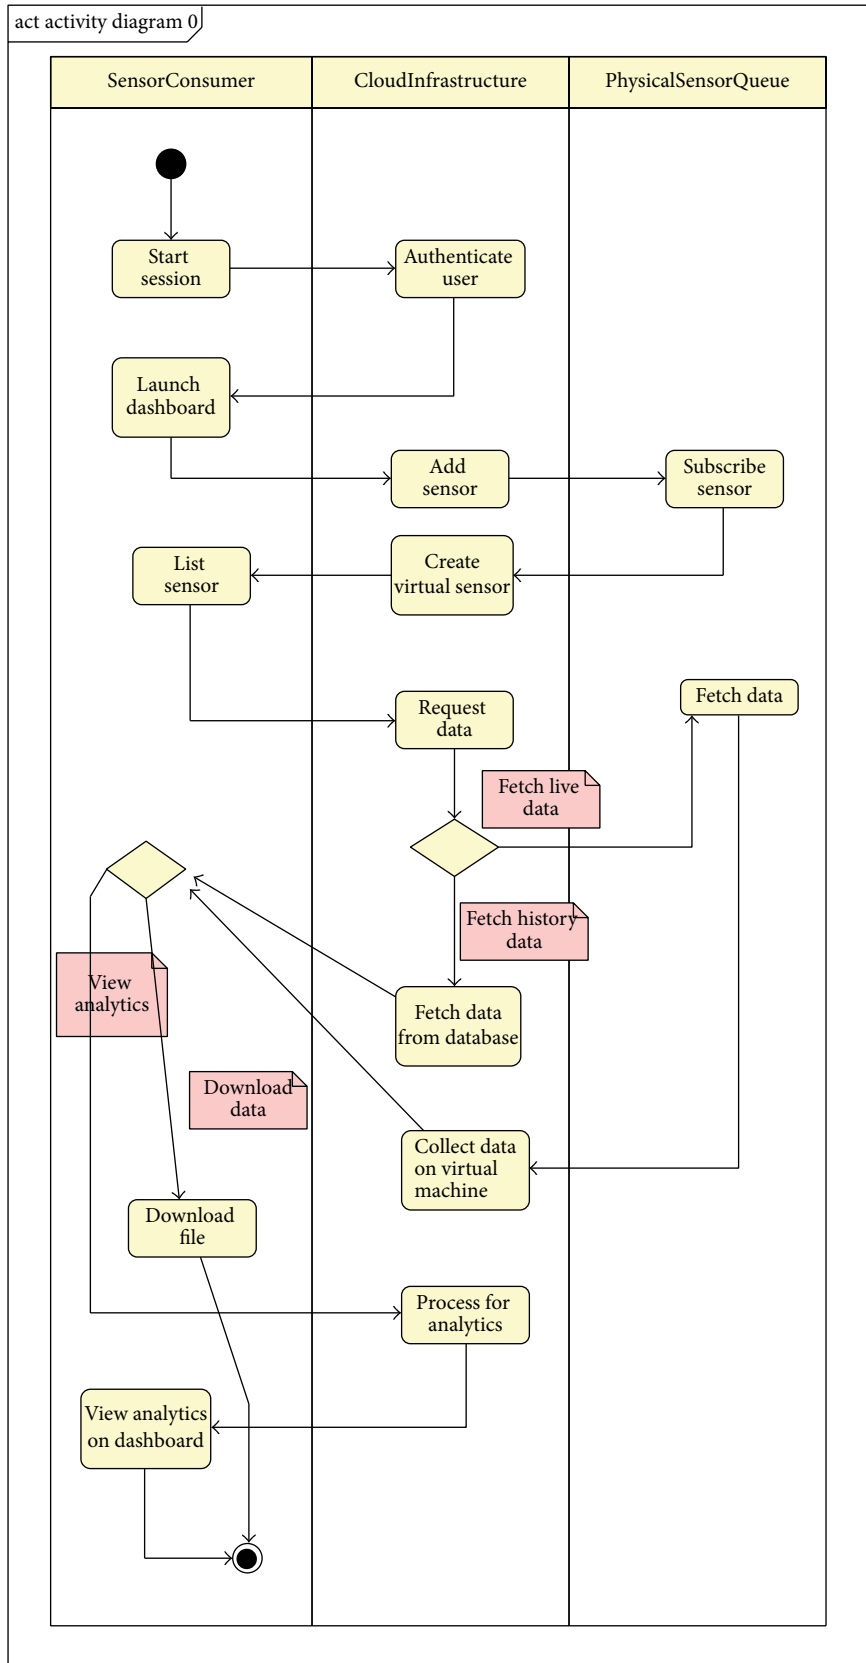 act activity diagram 0
SensorConsumer
CloudInfrastructure
PhysicalSensorQueue
Start
session
Authenticate
user
Launch
dashboard
Add
sensor
Subscribe
sensor
List
sensor
Create
virtual sensor
Request
data
Fetch data
Fetch live
data
Fetch history
data
View
analytics
Fetch data
from database
Download
data
Collect data
on virtual
machine
Download
file
Process for
analytics
View analytics
on dashboard